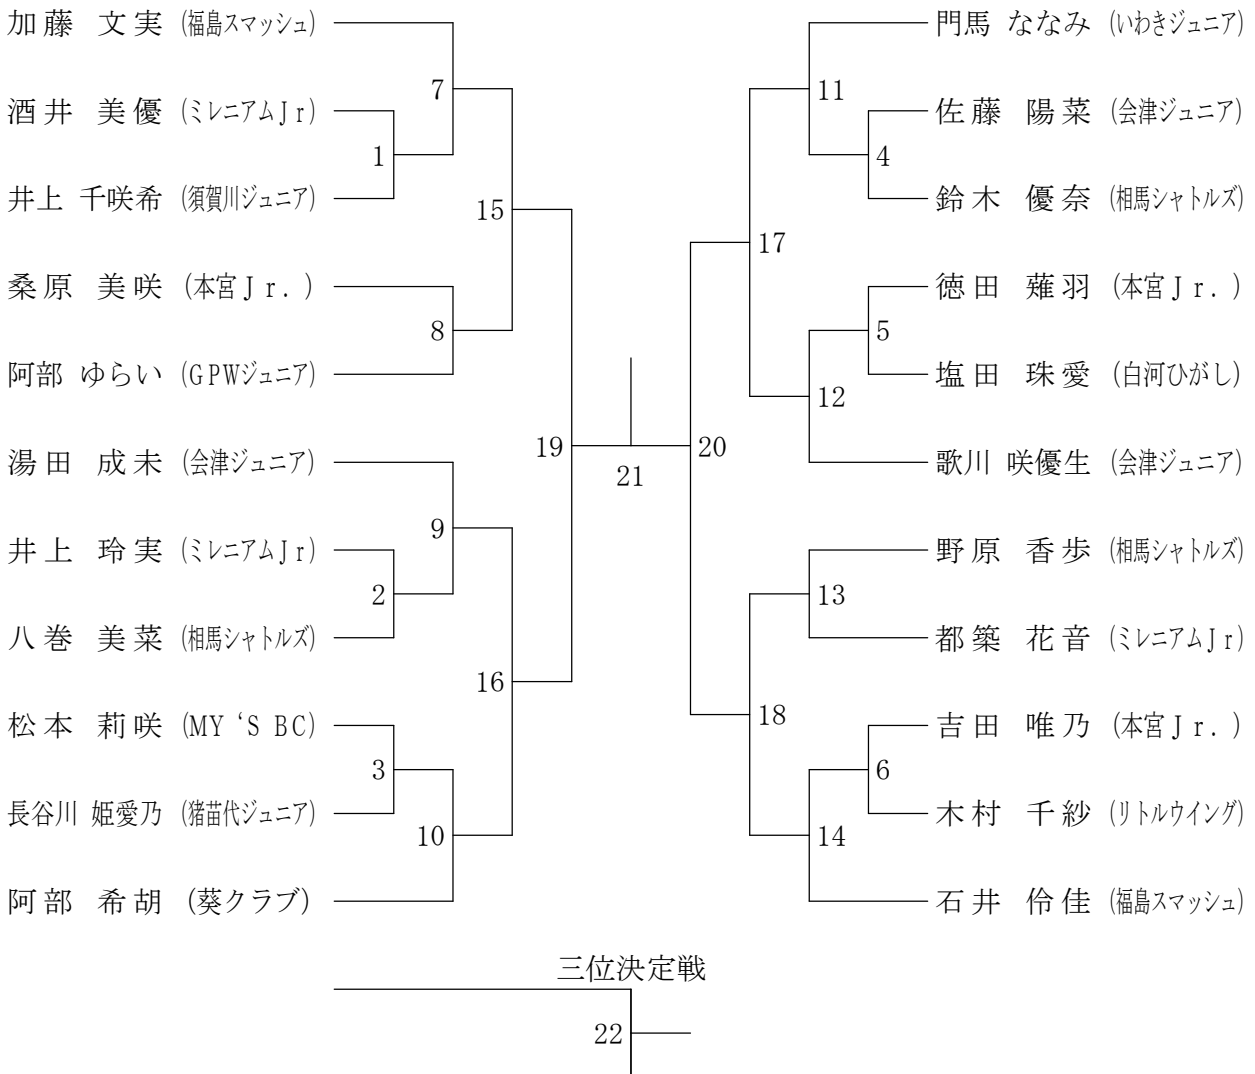 加藤 文実 (福島スマッシュ)
7
酒井 美優 (ミレニアムJr)
1
井上 千咲希 (須賀川ジュニア)
15
桑原 美咲 (本宮Jr.)
8
阿部 ゆらい (GPWジュニア)
19
湯田 成未 (会津ジュニア)
9
井上 玲実 (ミレニアムJr)
2
八巻 美菜 (相馬シャトルズ)
16
松本 莉咲 (MY‘S BC)
3
長谷川 姫愛乃 (猪苗代ジュニア)
10
阿部 希胡 (葵クラブ)
21
門馬 ななみ (いわきジュニア)
11
佐藤 陽菜 (会津ジュニア)
4
鈴木 優奈 (相馬シャトルズ)
17
徳田 薙羽 (本宮Jr.)
5
塩田 珠愛 (白河ひがし)
12
歌川 咲優生 (会津ジュニア)
20
野原 香歩 (相馬シャトルズ)
13
都築 花音 (ミレニアムJr)
18
吉田 唯乃 (本宮Jr.)
6
木村 千紗 (リトルウイング)
14
石井 伶佳 (福島スマッシュ)
三位決定戦
22